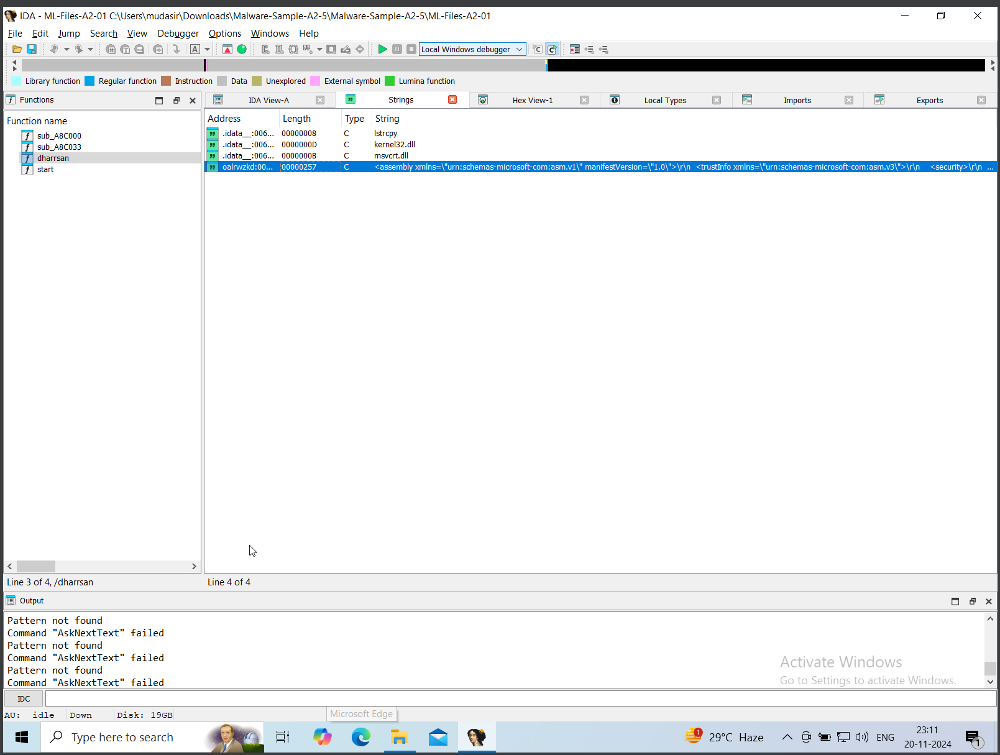 IDA - ML-Files-A2-01 C:\Users\mudasir\Downloads\Malware-Sample-A2-5\Malware-Sample-A2-5\ML-Files-A2-01
File Edit Jump Search View Debugger Options Windows Help
Local Windows debugger
Library function Regular function Instruction Data Unexplored External symbol Lumina function
Functions
IDA View-A Strings Hex View-1 Local Types Imports Exports
Function name
sub_A8C000
sub_A8C033
dharrsan
start
Address Length Type String
.idata__:006... 00000008 C lstrcpy
.idata__:006... 0000000D C kernel32.dll
.idata__:006... 0000000B C msvcrt.dll
oalrwzkd:00... 00000257 C <assembly xmlns=\"urn:schemas-microsoft-com:asm.v1\" manifestVersion=\"1.0\">\r\n <trustInfo xmlns=\"urn:schemas-microsoft-com:asm.v3\">\r\n <security>\r\n ...
Line 3 of 4, /dharrsan
Line 4 of 4
Output
Pattern not found
Command "AskNextText" failed
Pattern not found
Command "AskNextText" failed
Pattern not found
Command "AskNextText" failed
Activate Windows
Go to Settings to activate Windows.
IDC
AU: idle Down Disk: 19GB
Microsoft Edge
Type here to search
1
29°C Haze
ENG
23:11
20-11-2024
1